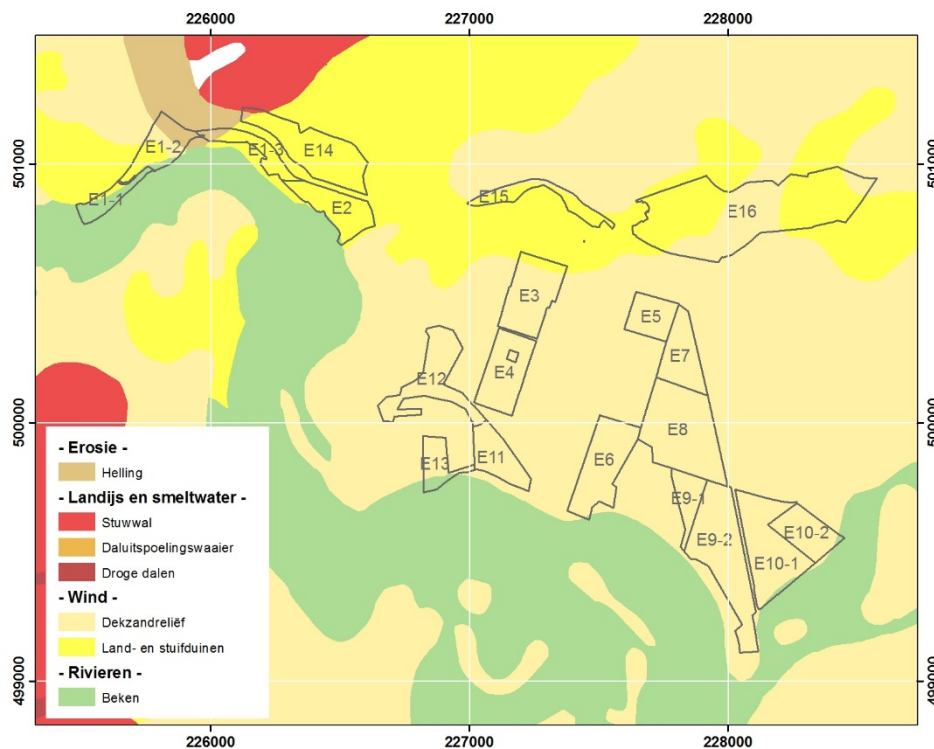 226000 227000 228000
501000 501000
E1-2
E1-3
E14
E1-1
E2
E15
E16
E3
E5
E4
E7
E12
500000 500000
E8
E13
E11
E6
E9-1
E9-2
E10-2
E10-1
- Erosie -
Helling
- Landijs en smeltwater -
Stuwwal
Daluitspoelingswaaier
Droge dalen
- Wind -
Dekzandreliëf
Land- en stuifduinen
- Rivieren -
Beken
499000 499000
226000 227000 228000